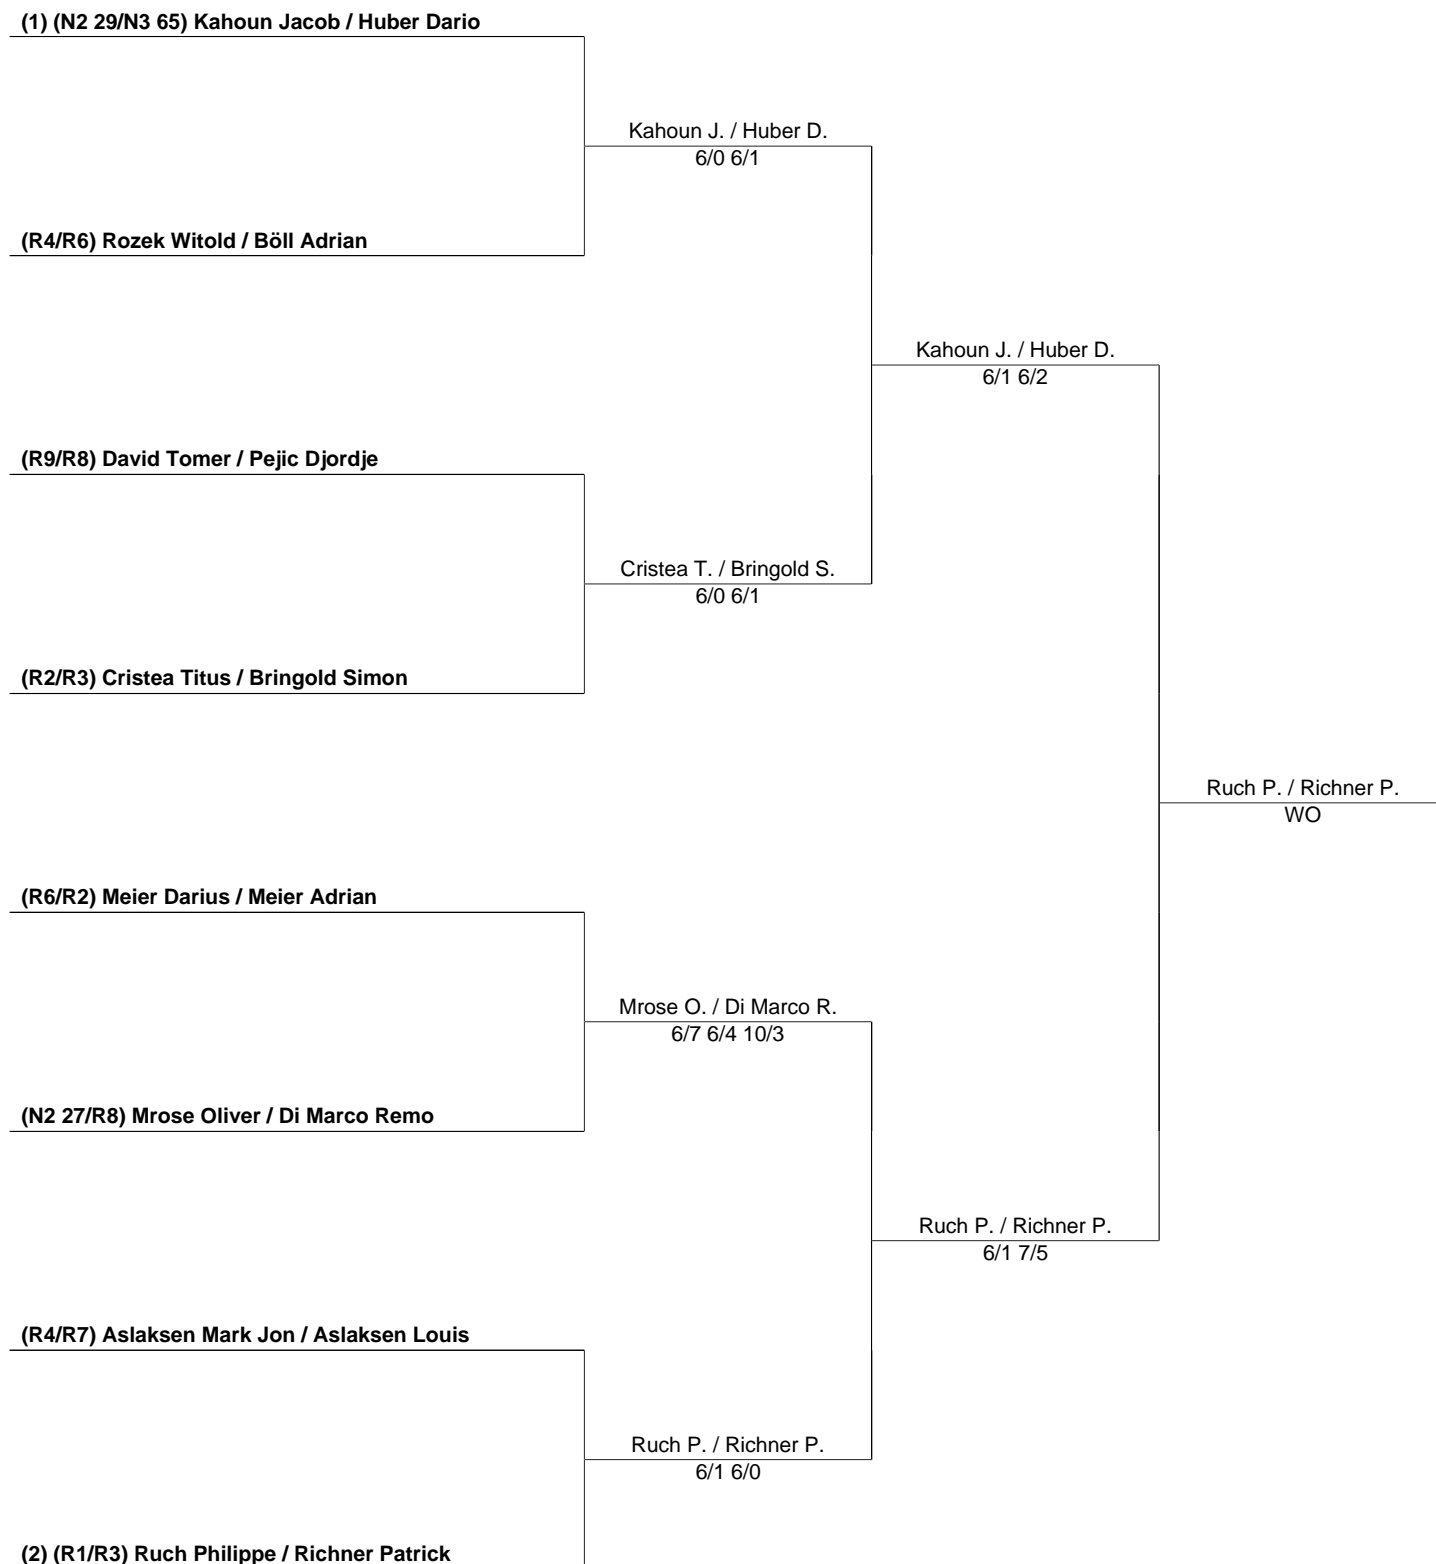 (1) (N2 29/N3 65) Kahoun Jacob / Huber Dario
Kahoun J. / Huber D.
6/0 6/1
(R4/R6) Rozek Witold / Böll Adrian
Kahoun J. / Huber D.
6/1 6/2
(R9/R8) David Tomer / Pejic Djordje
Cristea T. / Bringold S.
6/0 6/1
(R2/R3) Cristea Titus / Bringold Simon
Ruch P. / Richner P.
WO
(R6/R2) Meier Darius / Meier Adrian
Mrose O. / Di Marco R.
6/7 6/4 10/3
(N2 27/R8) Mrose Oliver / Di Marco Remo
Ruch P. / Richner P.
6/1 7/5
(R4/R7) Aslaksen Mark Jon / Aslaksen Louis
Ruch P. / Richner P.
6/1 6/0
(2) (R1/R3) Ruch Philippe / Richner Patrick